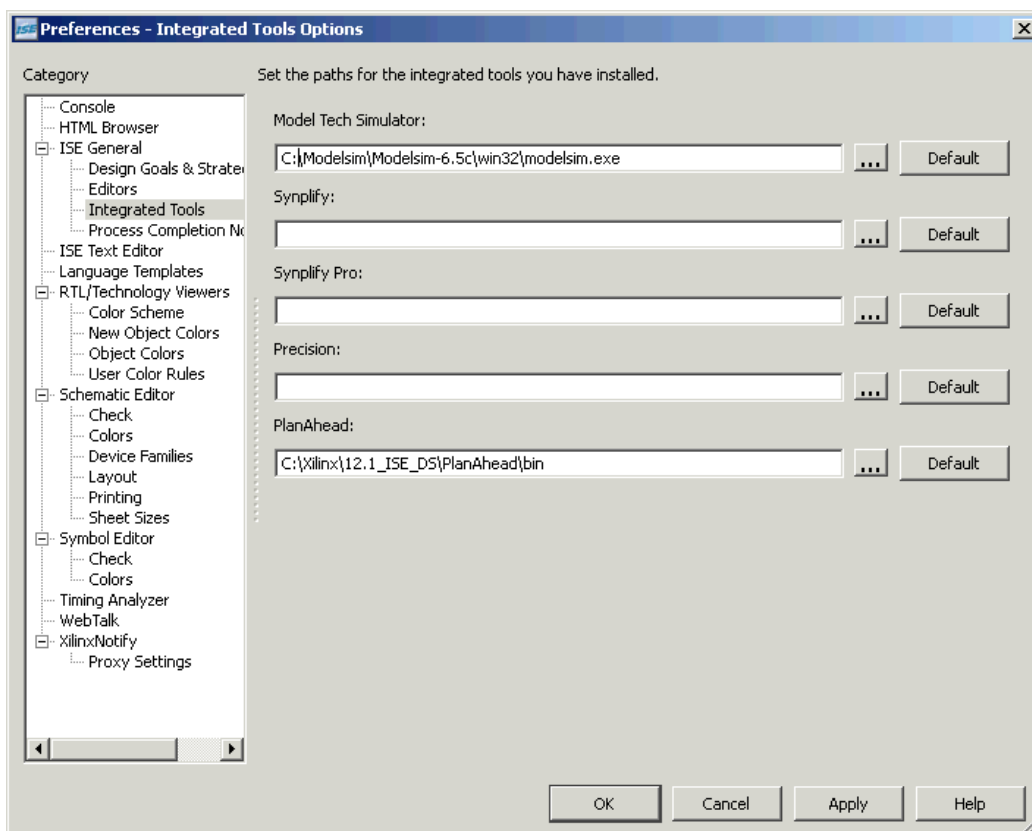 ISE Preferences - Integrated Tools Options
Category
Console
HTML Browser
ISE General
Design Goals & Strate
Editors
Integrated Tools
Process Completion No
ISE Text Editor
Language Templates
RTL/Technology Viewers
Color Scheme
New Object Colors
Object Colors
User Color Rules
Schematic Editor
Check
Colors
Device Families
Layout
Printing
Sheet Sizes
Symbol Editor
Check
Colors
Timing Analyzer
WebTalk
XilinxNotify
Proxy Settings
Set the paths for the integrated tools you have installed.
Model Tech Simulator:
C:\Modelsim\Modelsim-6.5c\win32\modelsim.exe ... Default
Synplify:
... Default
Synplify Pro:
... Default
Precision:
... Default
PlanAhead:
C:\Xilinx\12.1_ISE_DS\PlanAhead\bin ... Default
OK Cancel Apply Help